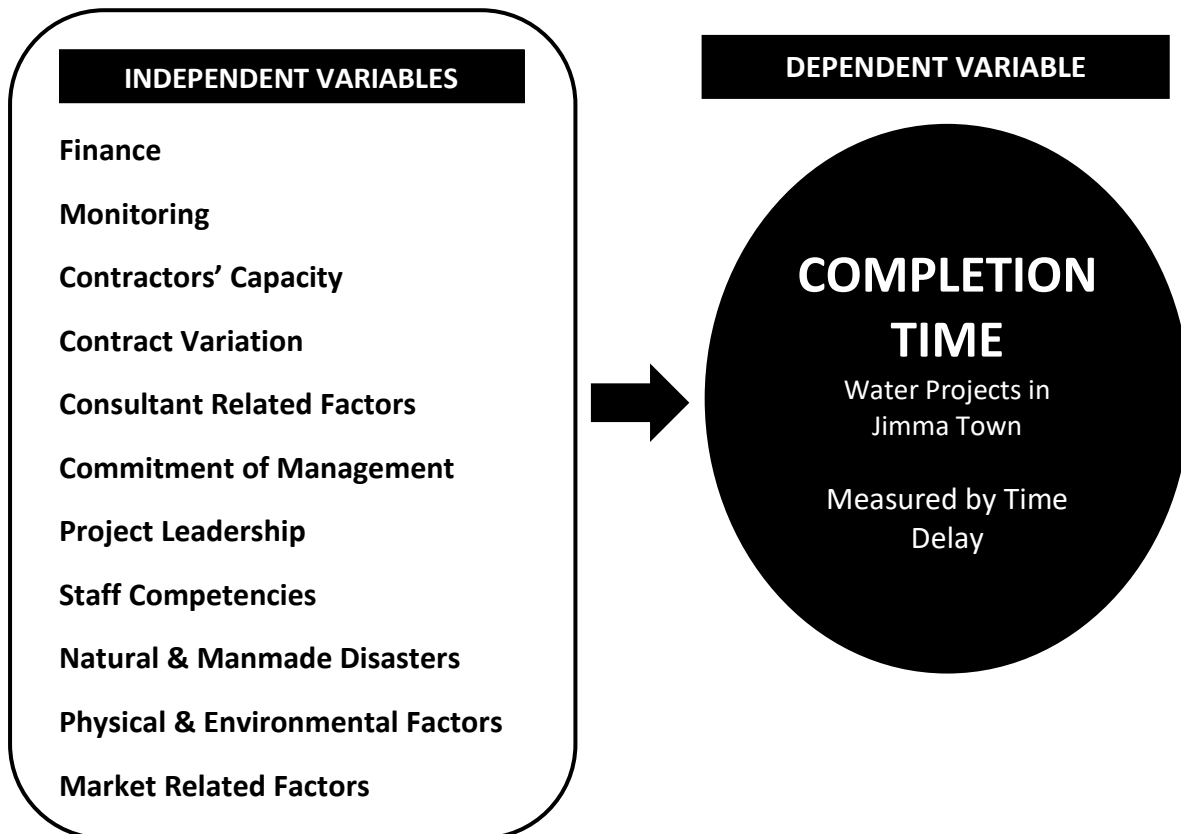 INDEPENDENT VARIABLES
Finance
Monitoring
Contractors’ Capacity
Contract Variation
Consultant Related Factors
Commitment of Management
Project Leadership
Staff Competencies
Natural & Manmade Disasters
Physical & Environmental Factors
Market Related Factors
DEPENDENT VARIABLE
COMPLETION
TIME
Water Projects in
Jimma Town
Measured by Time
Delay